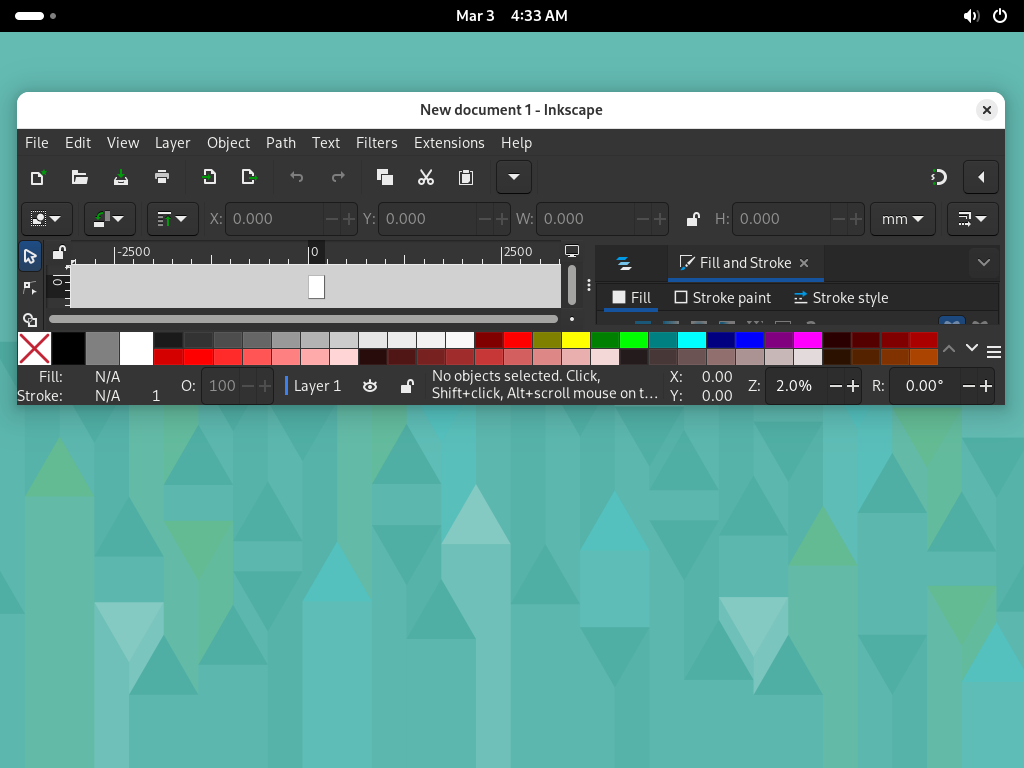 Mar 3 4:33 AM
New document 1 - Inkscape
File Edit View Layer Object Path Text Filters Extensions Help
X: 0.000 Y: 0.000 W: 0.000 H: 0.000 mm
-2500 0 2500
0
Fill and Stroke
Fill Stroke paint Stroke style
Fill: N/A
Stroke: N/A 1
O: 100
Layer 1
No objects selected. Click,
Shift+click, Alt+scroll mouse on t...
X: 0.00
Y: 0.00
Z: 2.0%
R: 0.00°